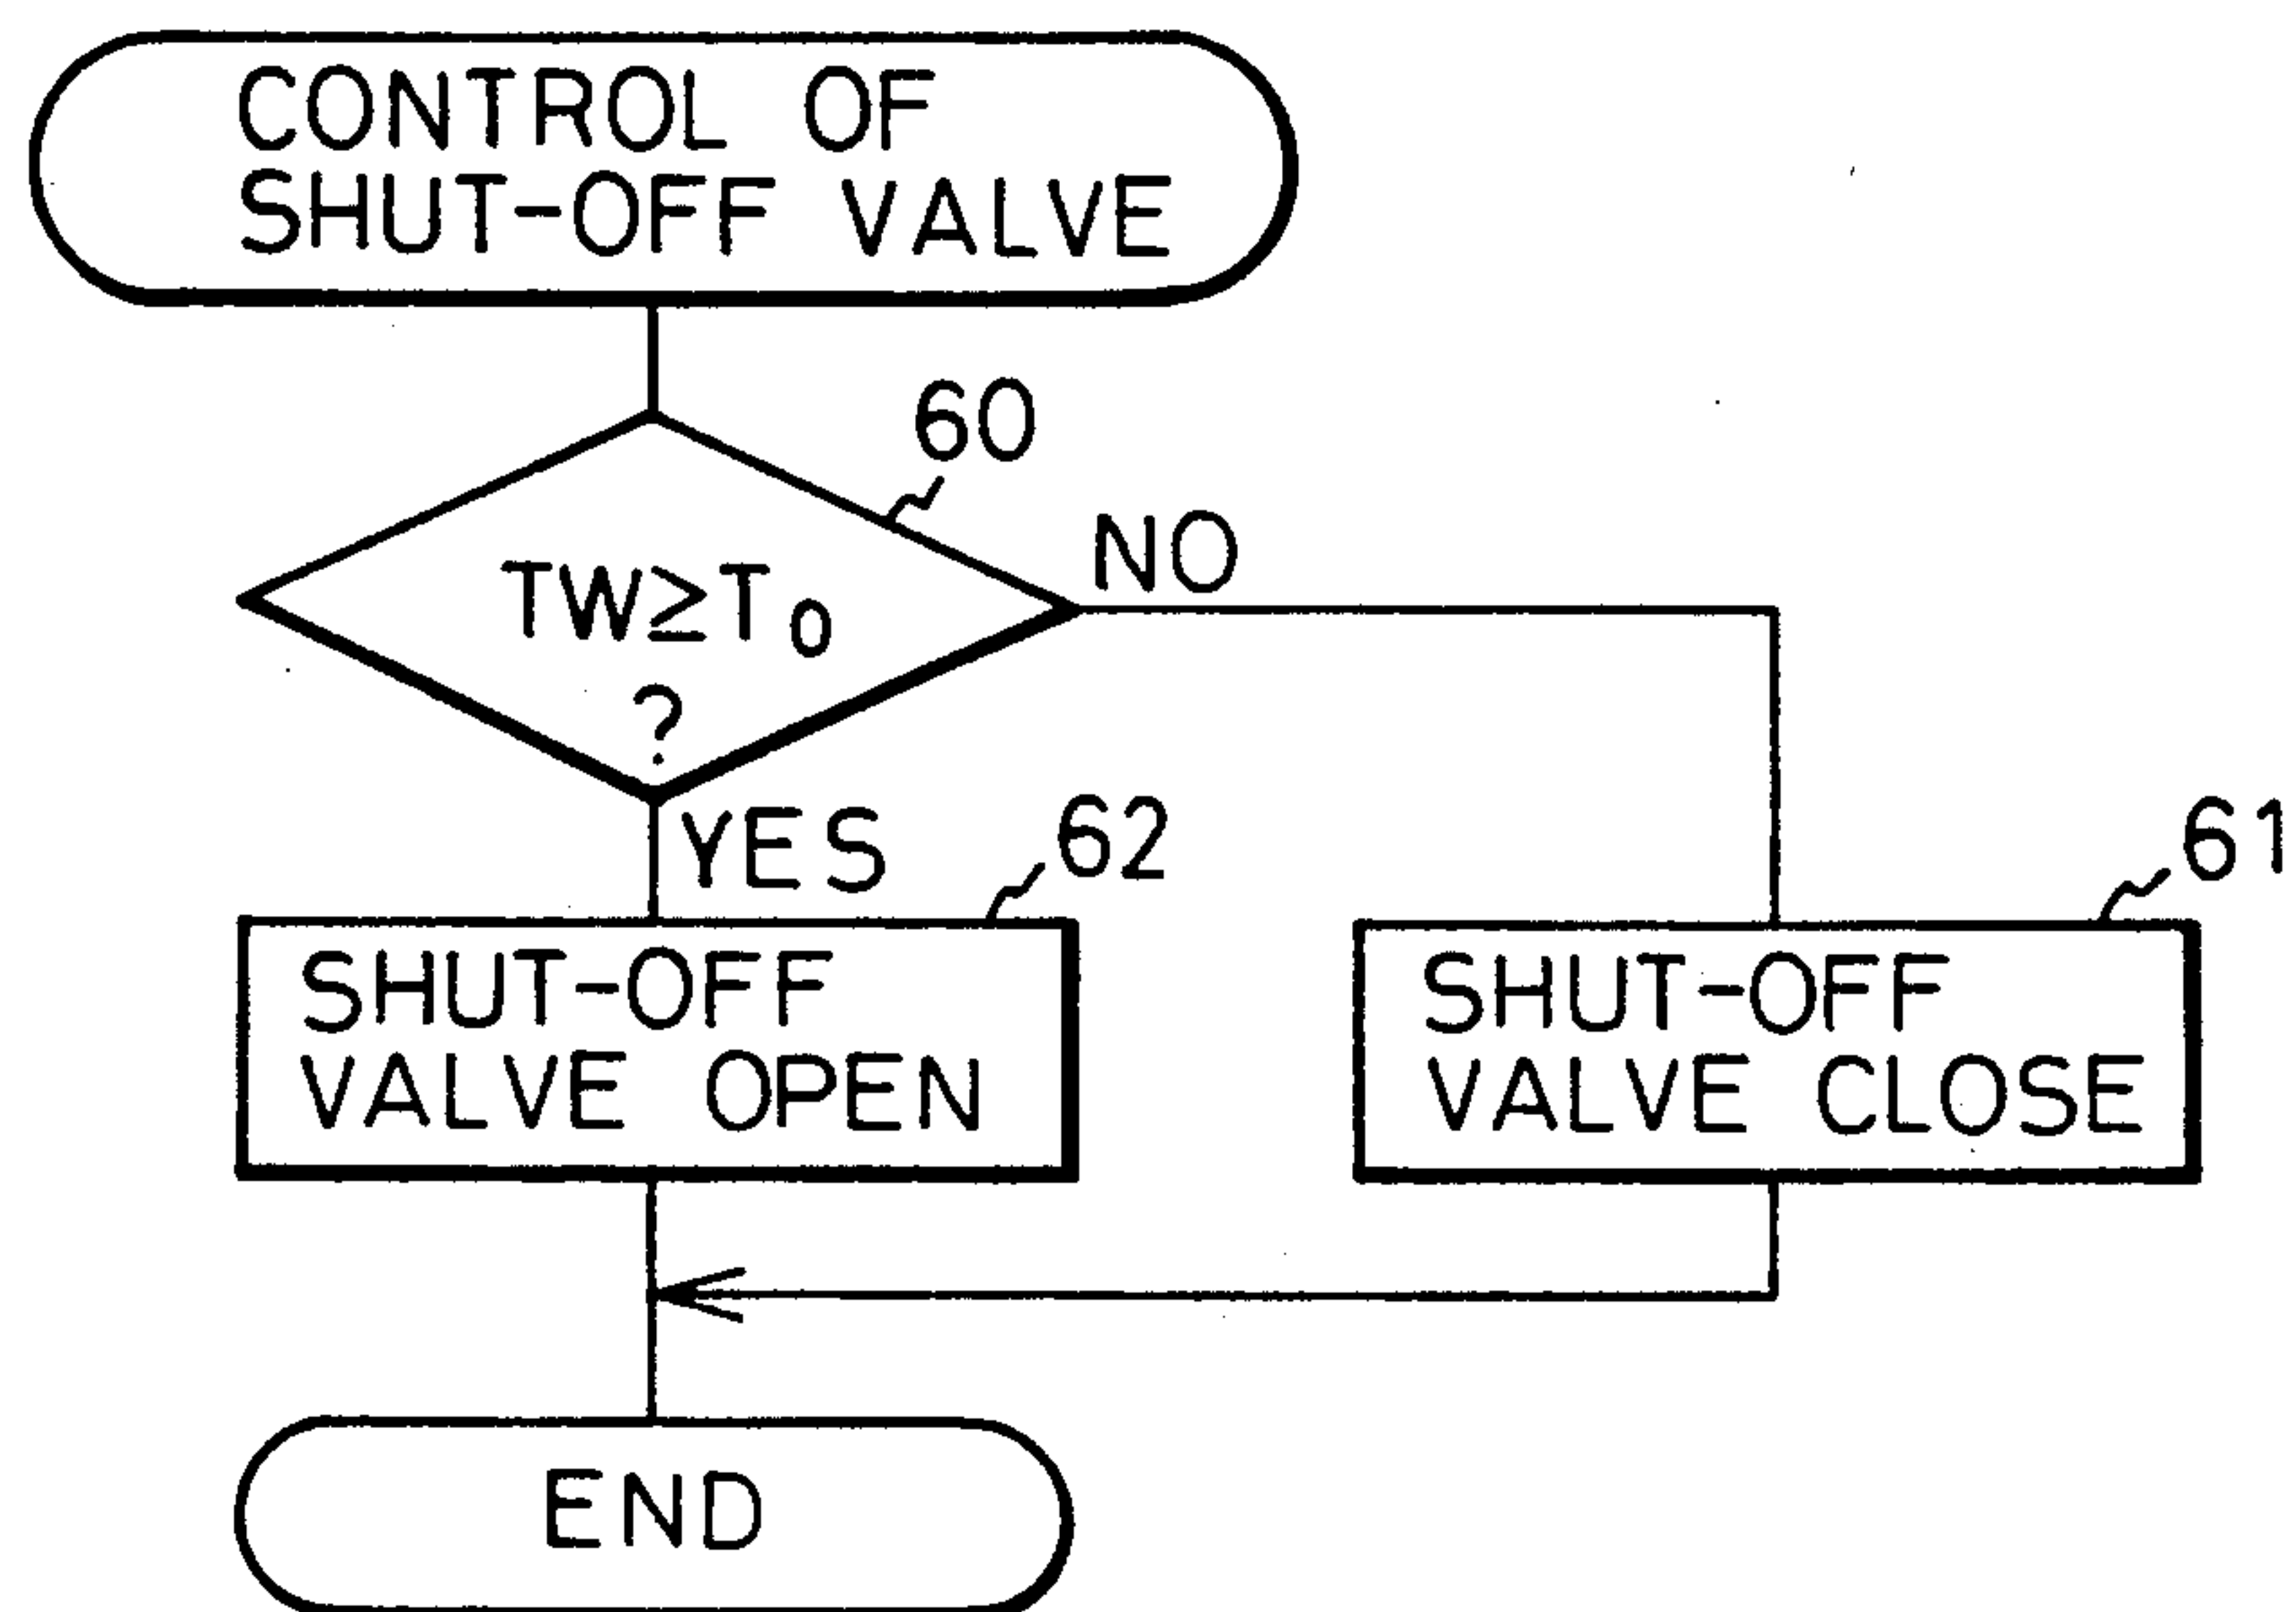 CONTROL OF
SHUT-OFF VALVE
60
NO
TW≥T₀
?
YES
62
61
SHUT-OFF
VALVE OPEN
SHUT-OFF
VALVE CLOSE
END